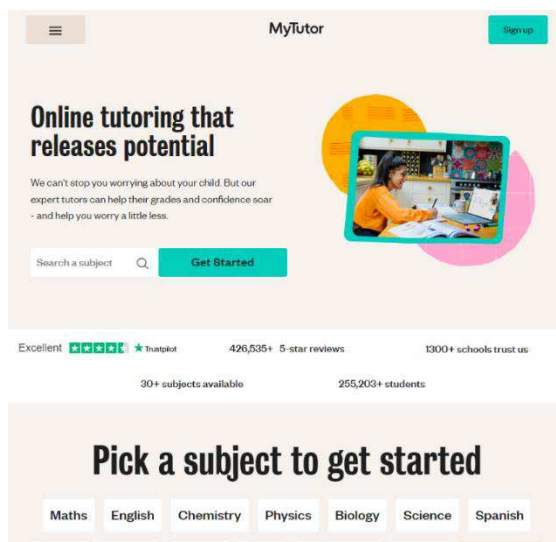 MyTutor
Sign up
Online tutoring that
releases potential
We can't stop you worrying about your child. But our
expert tutors can help their grades and confidence soar
- and help you worry a little less.
Search a subject
Get Started
Excellent
Trustpilot
426,535+ 5-star reviews
1300+ schools trust us
30+ subjects available
255,203+ students
Pick a subject to get started
Maths English Chemistry Physics Biology Science Spanish